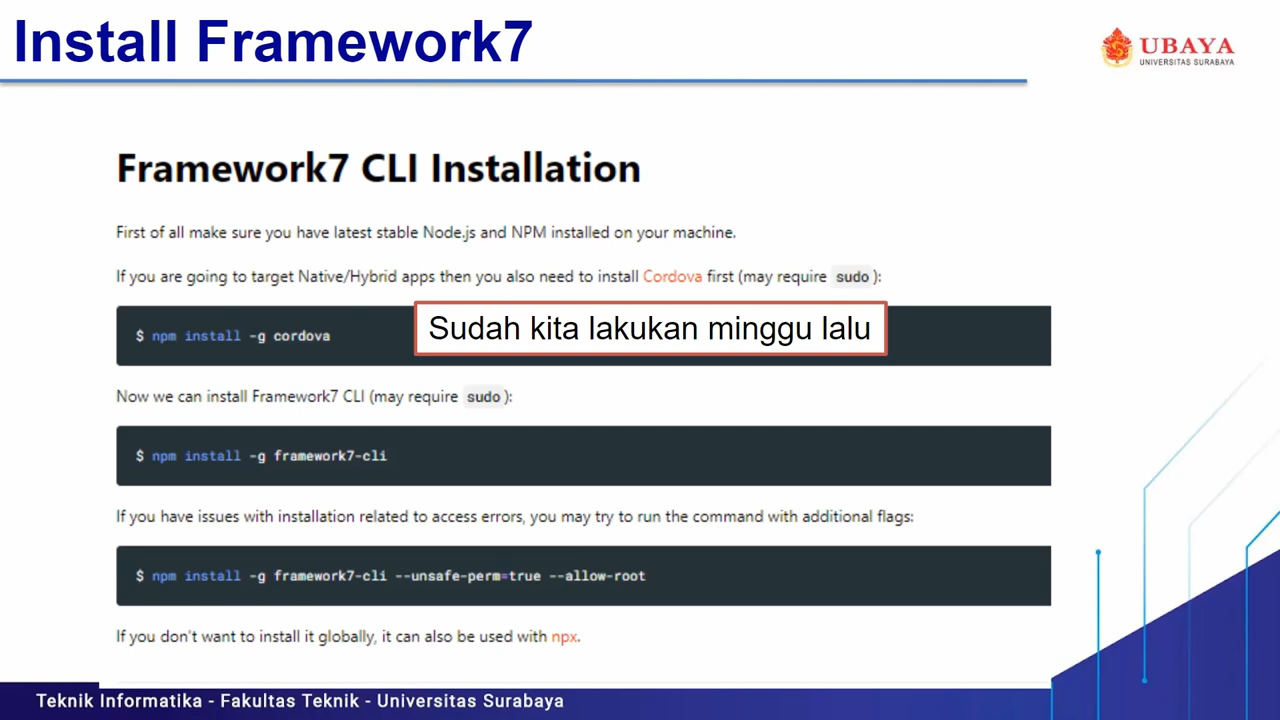 Install Framework7
UBAYA
UNIVERSITAS SURABAYA
Framework7 CLI Installation
First of all make sure you have latest stable Node.js and NPM installed on your machine.
If you are going to target Native/Hybrid apps then you also need to install Cordova first (may require sudo ):
$ npm install -g cordova
Sudah kita lakukan minggu lalu
Now we can install Framework7 CLI (may require sudo ):
$ npm install -g framework7-cli
If you have issues with installation related to access errors, you may try to run the command with additional flags:
$ npm install -g framework7-cli --unsafe-perm=true --allow-root
If you don't want to install it globally, it can also be used with npx.
Teknik Informatika - Fakultas Teknik - Universitas Surabaya